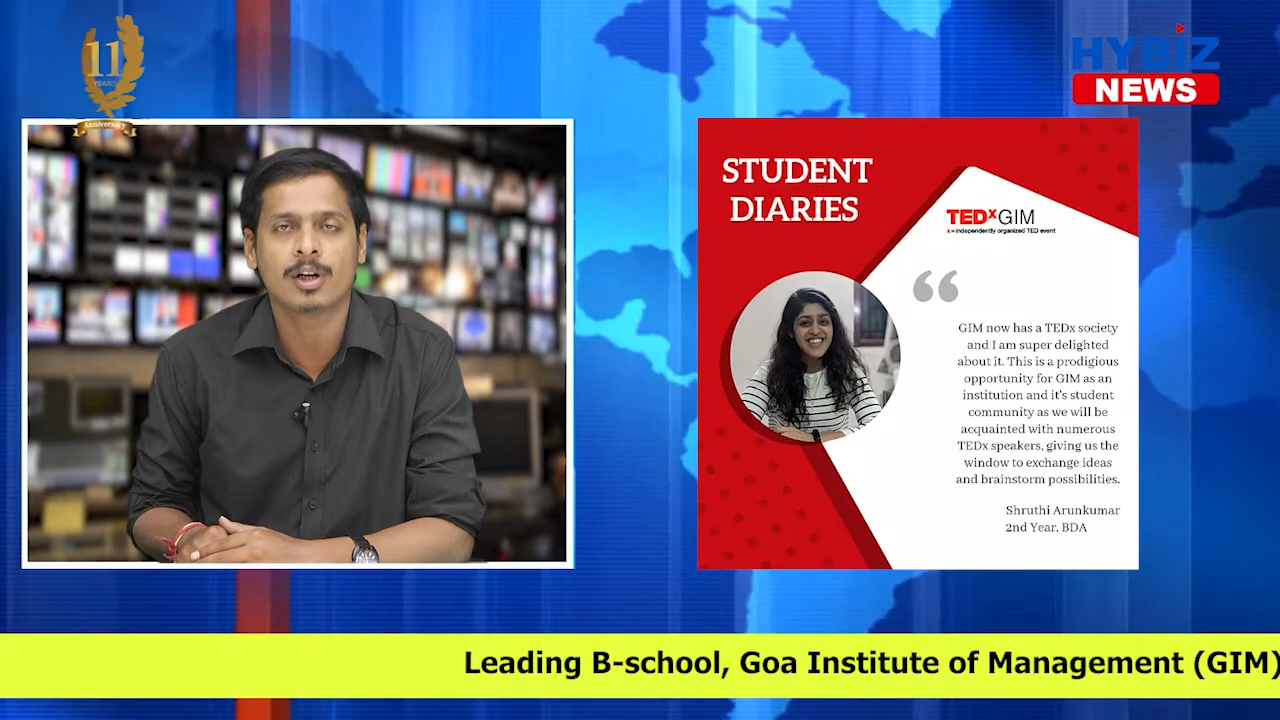 11
YEARS
Anniversary
HYBIZ
NEWS
STUDENT
DIARIES
TEDxGIM
x = independently organized TED event
“
GIM now has a TEDx society
and I am super delighted
about it. This is a prodigious
opportunity for GIM as an
institution and it's student
community as we will be
acquainted with numerous
TEDx speakers, giving us the
window to exchange ideas
and brainstorm possibilities.
Shruthi Arunkumar
2nd Year, BDA
Leading B-school, Goa Institute of Management (GIM)